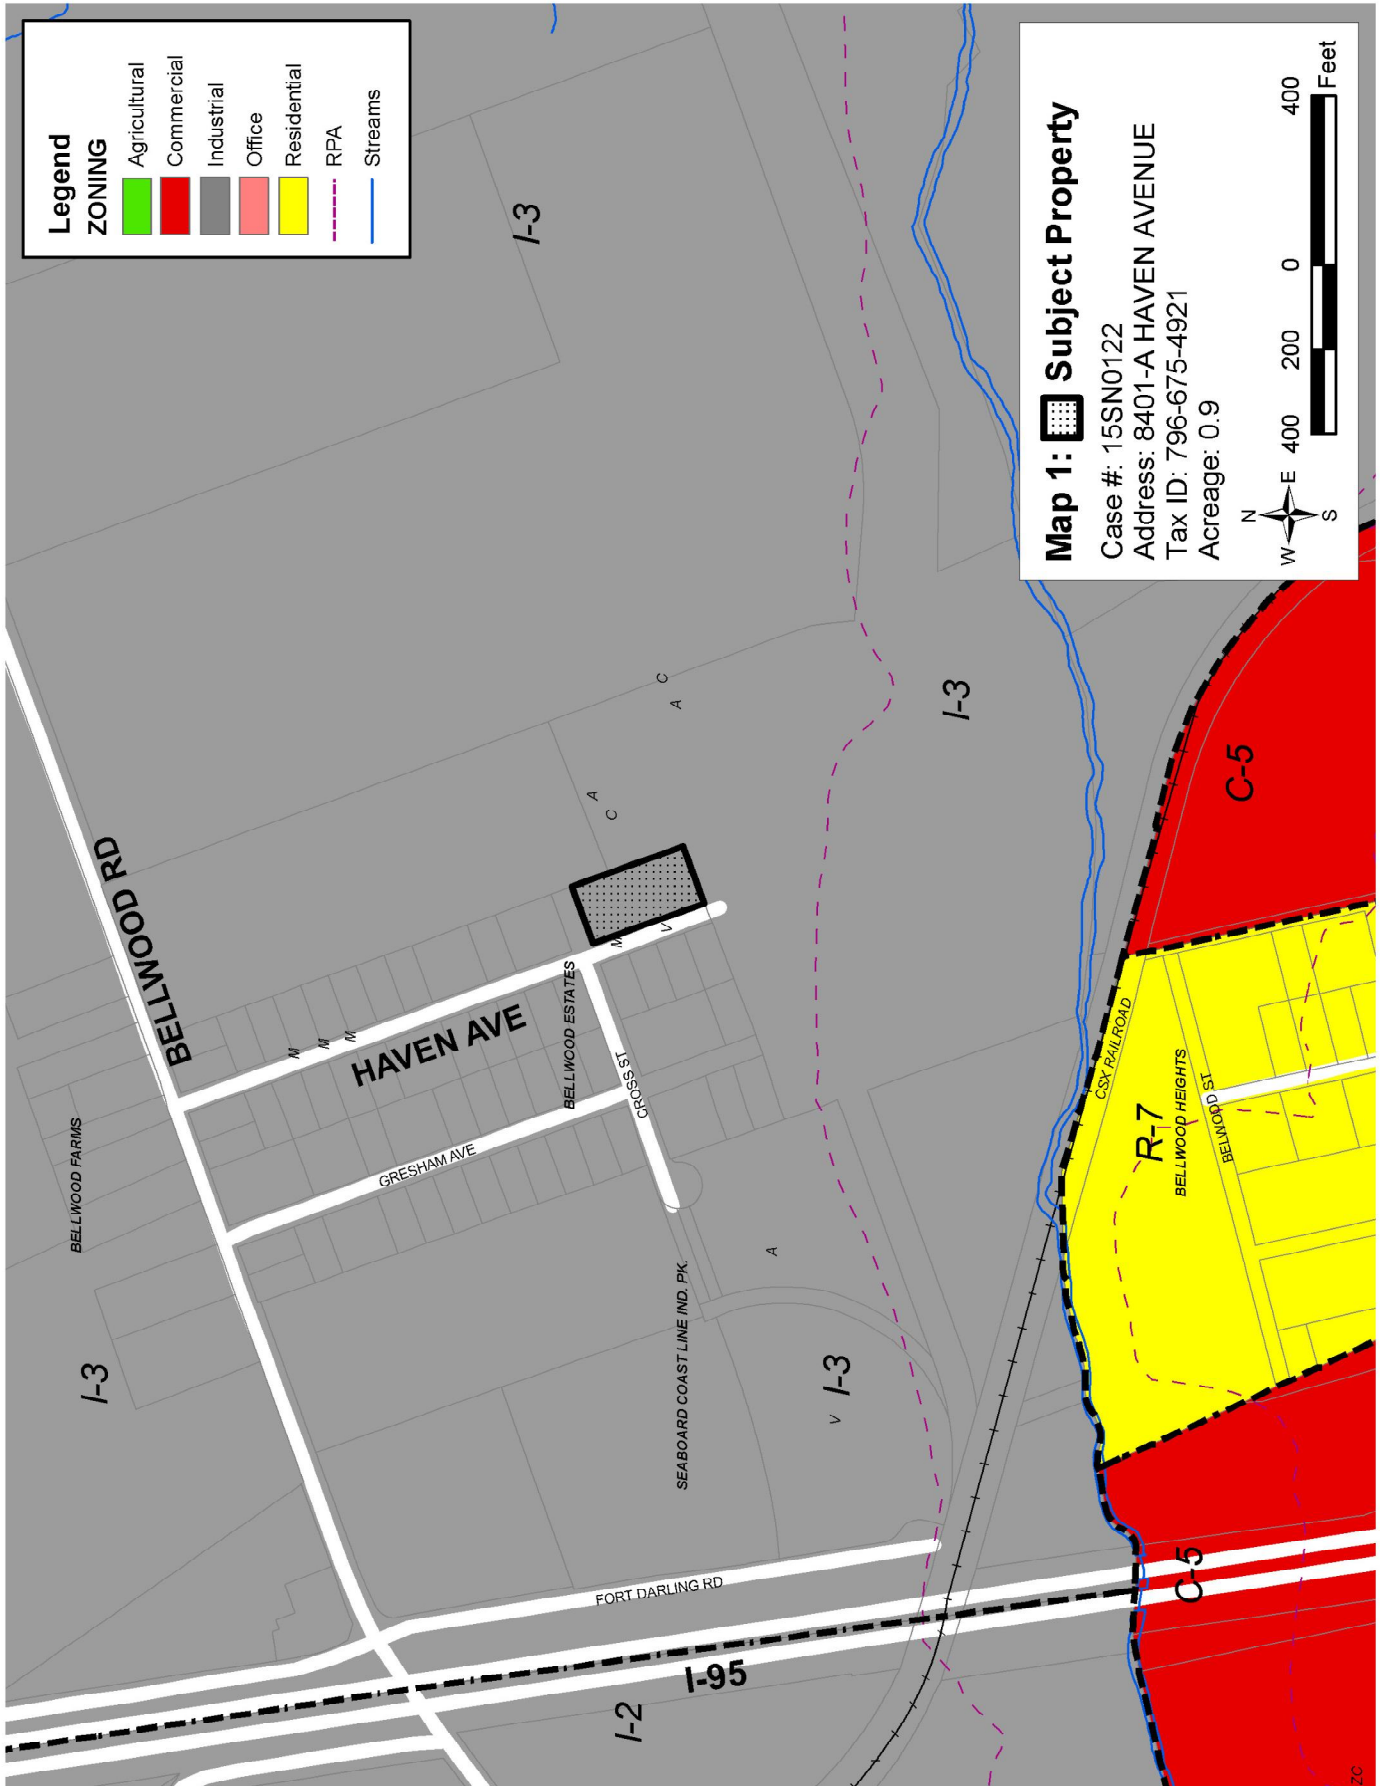 Legend
ZONING
Agricultural
Commercial
Industrial
Office
Residential
RPA
Streams
I-3
BELLWOOD RD
BELLWOOD FARMS
I-3
HAVEN AVE
M
M
M
GRESHAM AVE
BELLWOOD ESTATES
CROSS ST
M
V
C
A
A
C
SEABOARD COAST LINE IND. PK.
A
V
I-3
I-3
FORT DARLING RD
I-95
I-2
CSX RAILROAD
R-7
BELLWOOD HEIGHTS
BELLWOOD ST
C-5
C-5
ZC
Map 1: Subject Property
Case #: 15SN0122
Address: 8401-A HAVEN AVENUE
Tax ID: 796-675-4921
Acreage: 0.9
N
W E
S
400 200 0 400
Feet